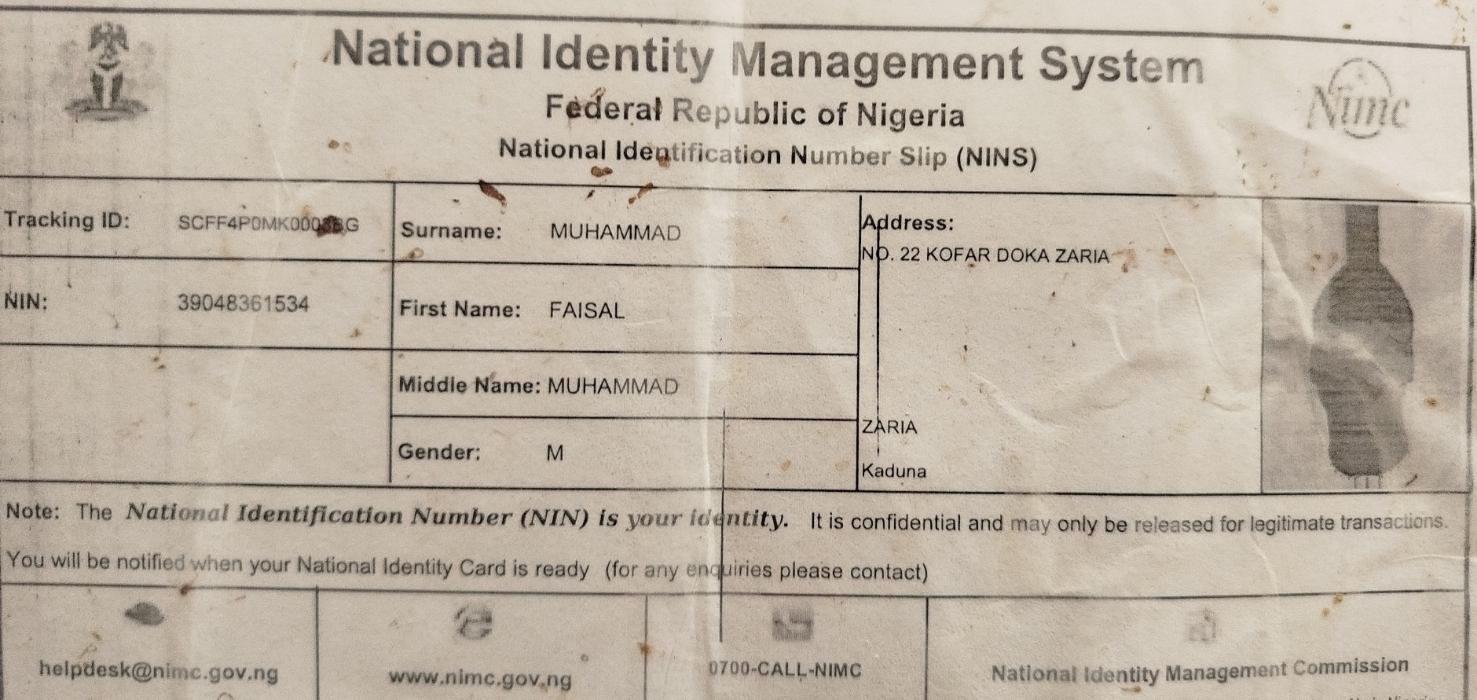 National Identity Management System
Federal Republic of Nigeria
Nimc
National Identification Number Slip (NINS)
Tracking ID:
Surname: MUHAMMAD
Address:
NO. 22 KOFAR DOKA ZARIA
NIN: 39048361534
First Name: FAISAL
Middle Name: MUHAMMAD
ZARIA
Gender: M
Kaduna
Note: The National Identification Number (NIN) is your identity. It is confidential and may only be released for legitimate transactions.
You will be notified when your National Identity Card is ready (for any enquiries please contact)
helpdesk@nimc.gov.ng
www.nimc.gov.ng
0700-CALL-NIMC
National Identity Management Commission